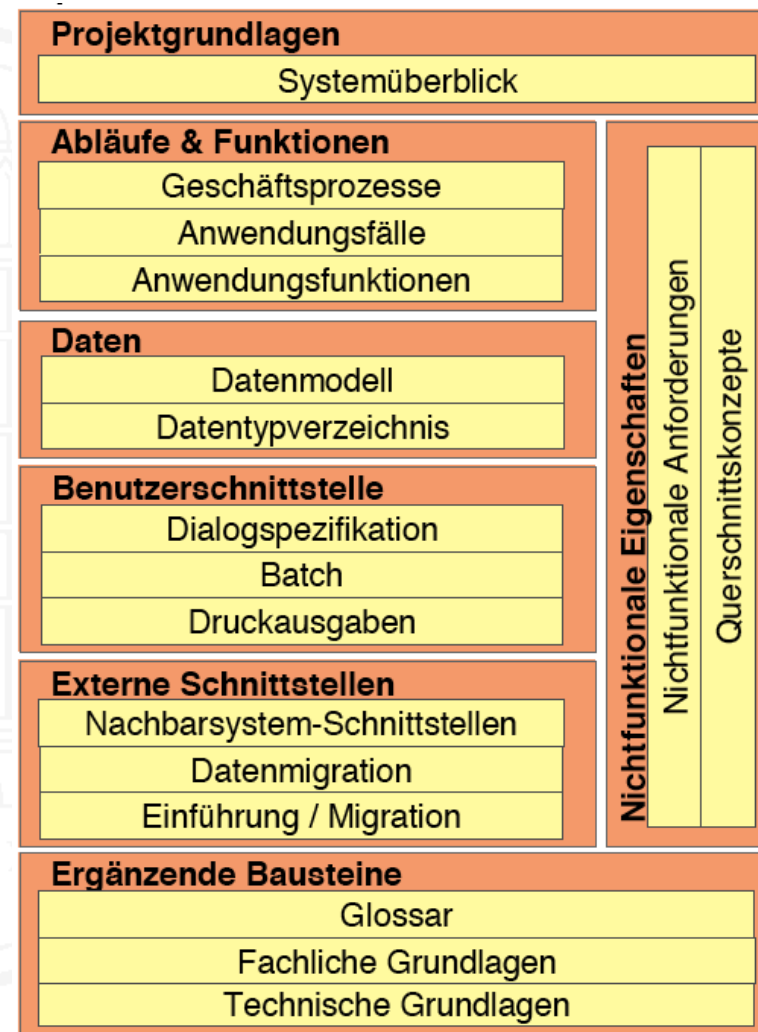 Projektgrundlagen
Systemüberblick
Abläufe & Funktionen
Geschäftsprozesse
Anwendungsfälle
Anwendungsfunktionen
Daten
Datenmodell
Datentypverzeichnis
Benutzerschnittstelle
Dialogspezifikation
Batch
Druckausgaben
Externe Schnittstellen
Nachbarsystem-Schnittstellen
Datenmigration
Einführung / Migration
Nichtfunktionale Eigenschaften
Nichtfunktionale Anforderungen
Querschnittskonzepte
Ergänzende Bausteine
Glossar
Fachliche Grundlagen
Technische Grundlagen